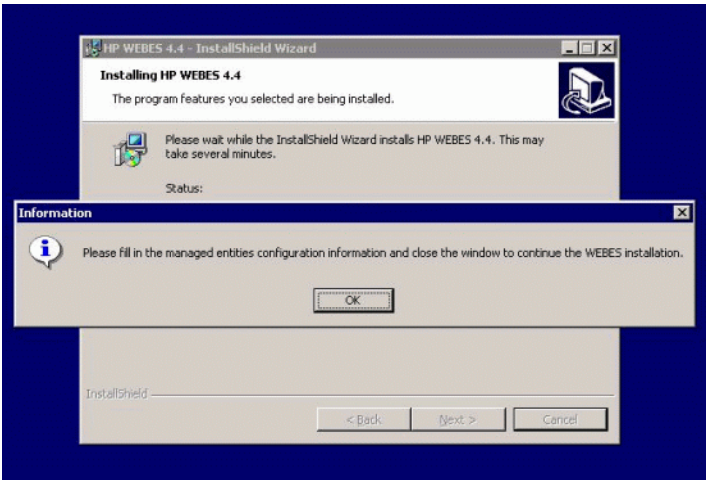 HP WEBES 4.4 - InstallShield Wizard
Installing HP WEBES 4.4
The program features you selected are being installed.
Please wait while the InstallShield Wizard installs HP WEBES 4.4. This may
take several minutes.
Status:
Information
Please fill in the managed entities configuration information and close the window to continue the WEBES installation.
OK
InstallShield
< Back
Next >
Cancel